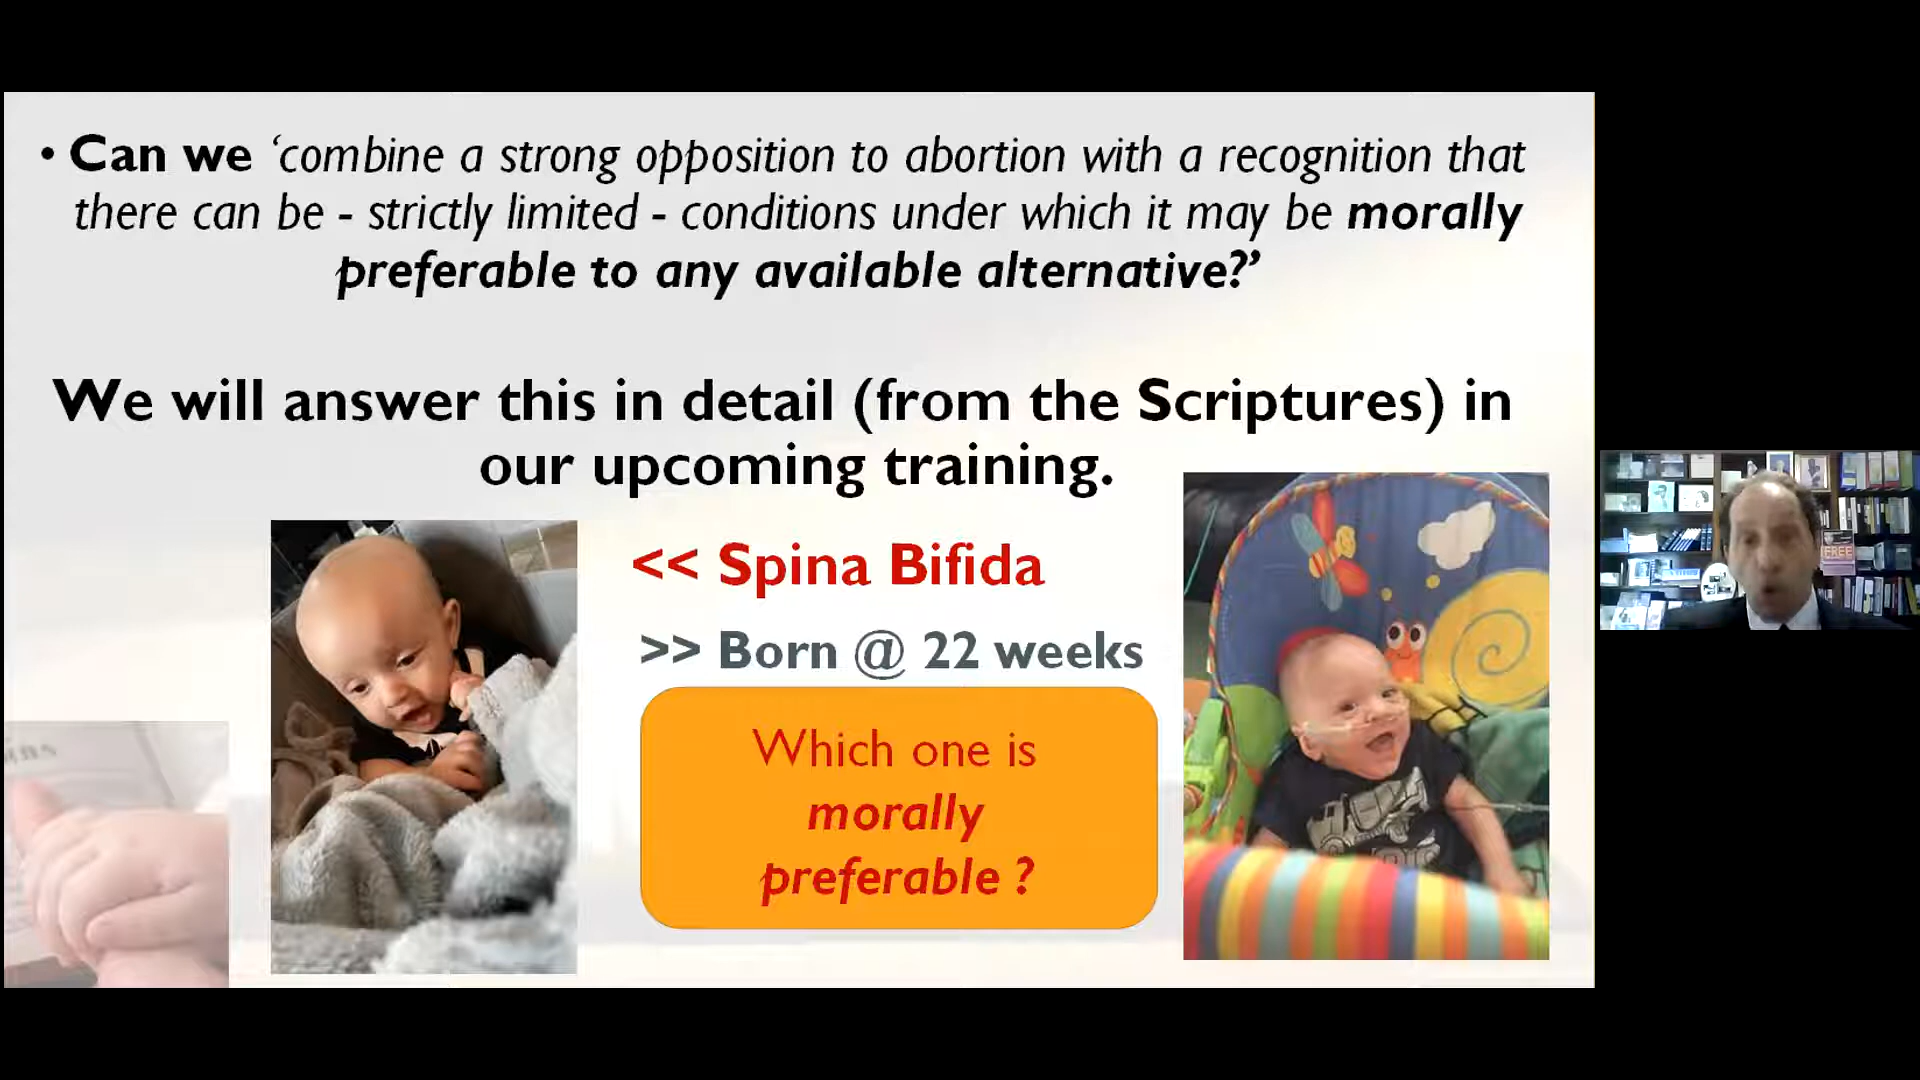 • Can we ‘combine a strong opposition to abortion with a recognition that
there can be - strictly limited - conditions under which it may be morally
preferable to any available alternative?’
We will answer this in detail (from the Scriptures) in
our upcoming training.
<< Spina Bifida
>> Born @ 22 weeks
Which one is
morally
preferable ?
FREE